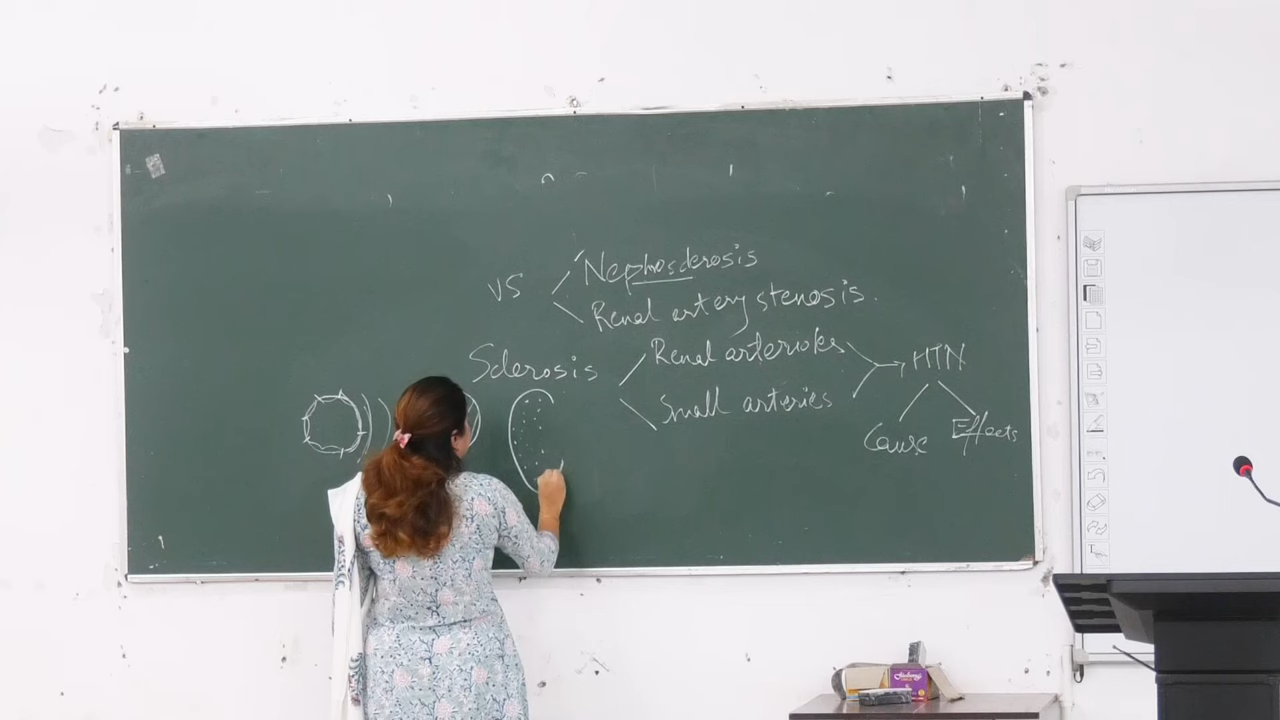 VS
Nephrosclerosis
Renal artery stenosis.
Sclerosis
Renal arterioles
Small arteries
HTN
Cause
Effects